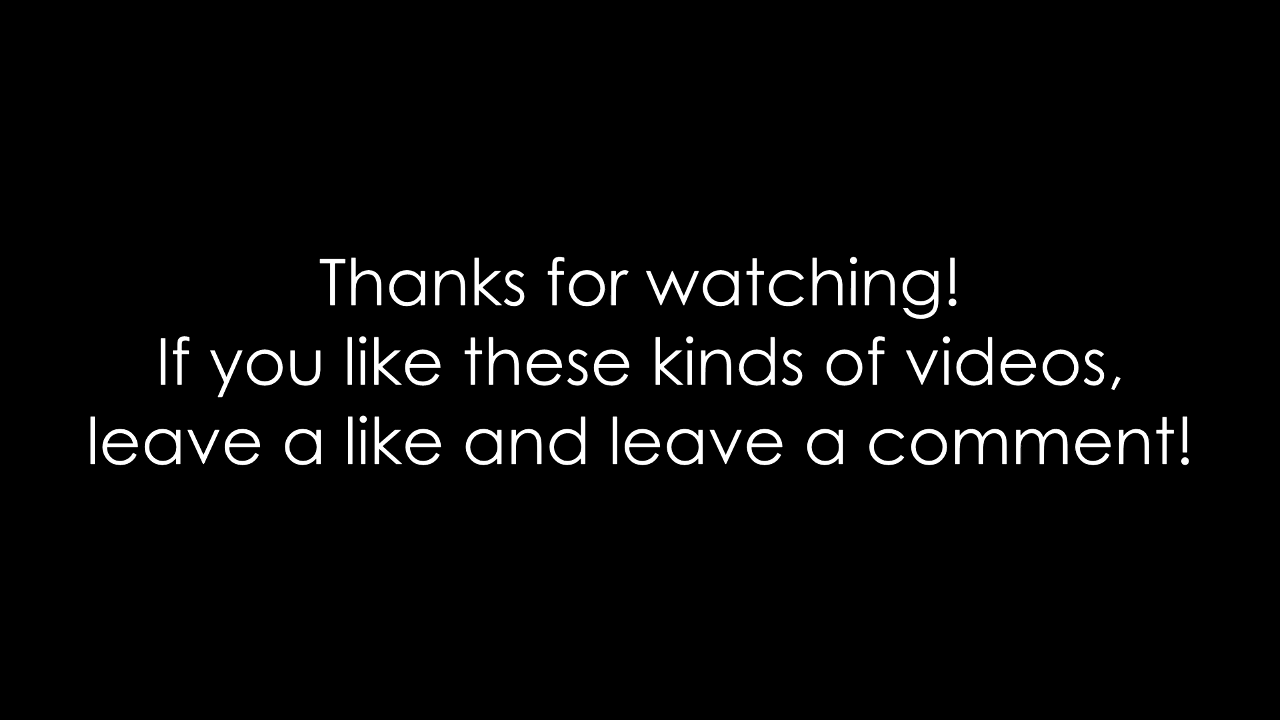 Thanks for watching!
If you like these kinds of videos,
leave a like and leave a comment!